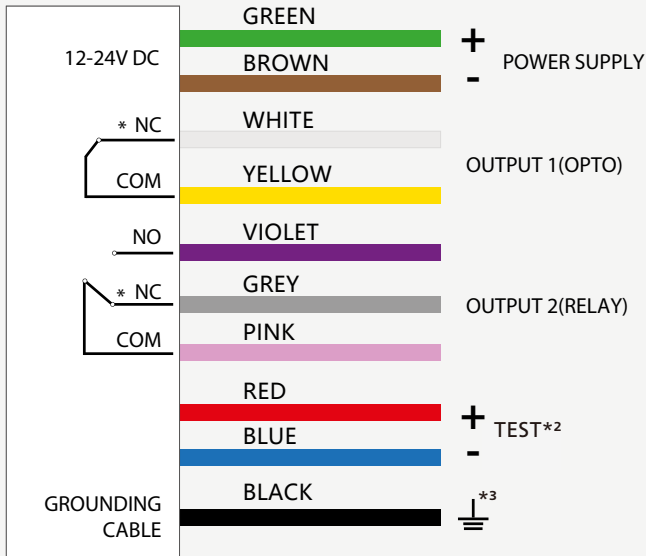 GREEN
12-24V DC
+
POWER SUPPLY
BROWN
-
* NC
WHITE
OUTPUT 1(OPTO)
COM
YELLOW
NO
VIOLET
* NC
GREY
OUTPUT 2(RELAY)
COM
PINK
RED
+
TEST*2
BLUE
-
BLACK
*3
GROUNDING
CABLE